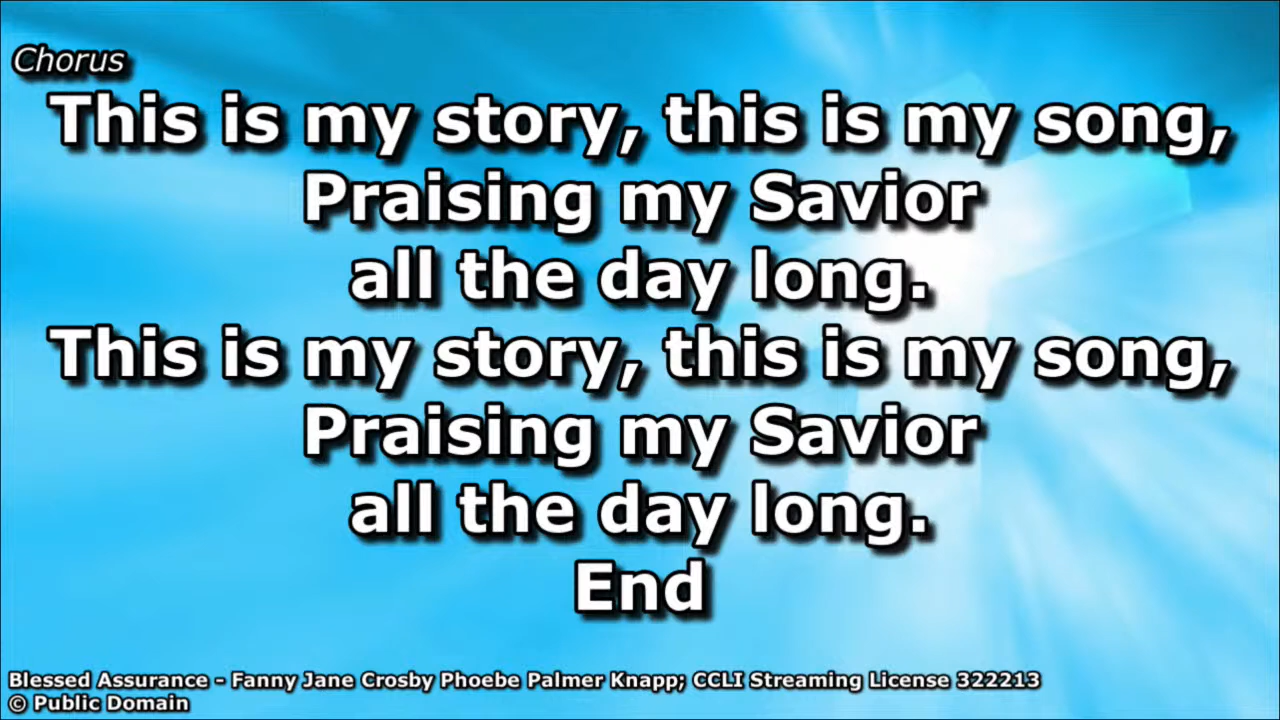 Chorus
This is my story, this is my song,
Praising my Savior
all the day long.
This is my story, this is my song,
Praising my Savior
all the day long.
End
Blessed Assurance - Fanny Jane Crosby Phoebe Palmer Knapp; CCLI Streaming License 322213
© Public Domain